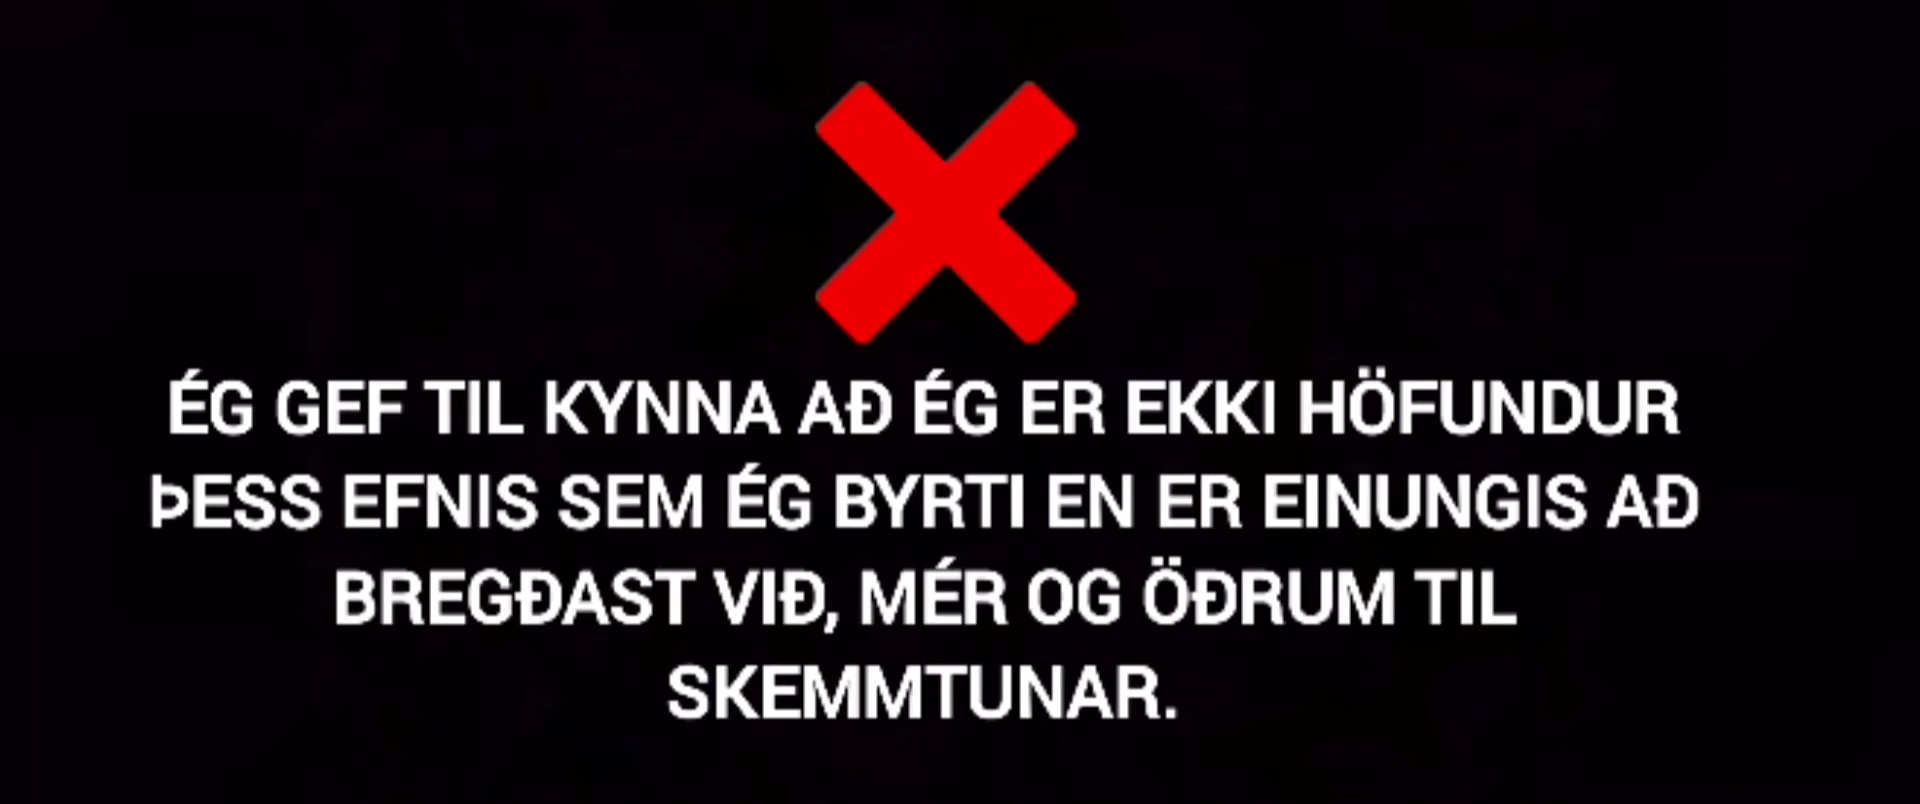 ÉG GEF TIL KYNNA AÐ ÉG ER EKKI HÖFUNDUR
ÞESS EFNIS SEM ÉG BYRTI EN ER EINUNGIS AÐ
BREGÐAST VIÐ, MÉR OG ÖÐRUM TIL
SKEMMTUNAR.